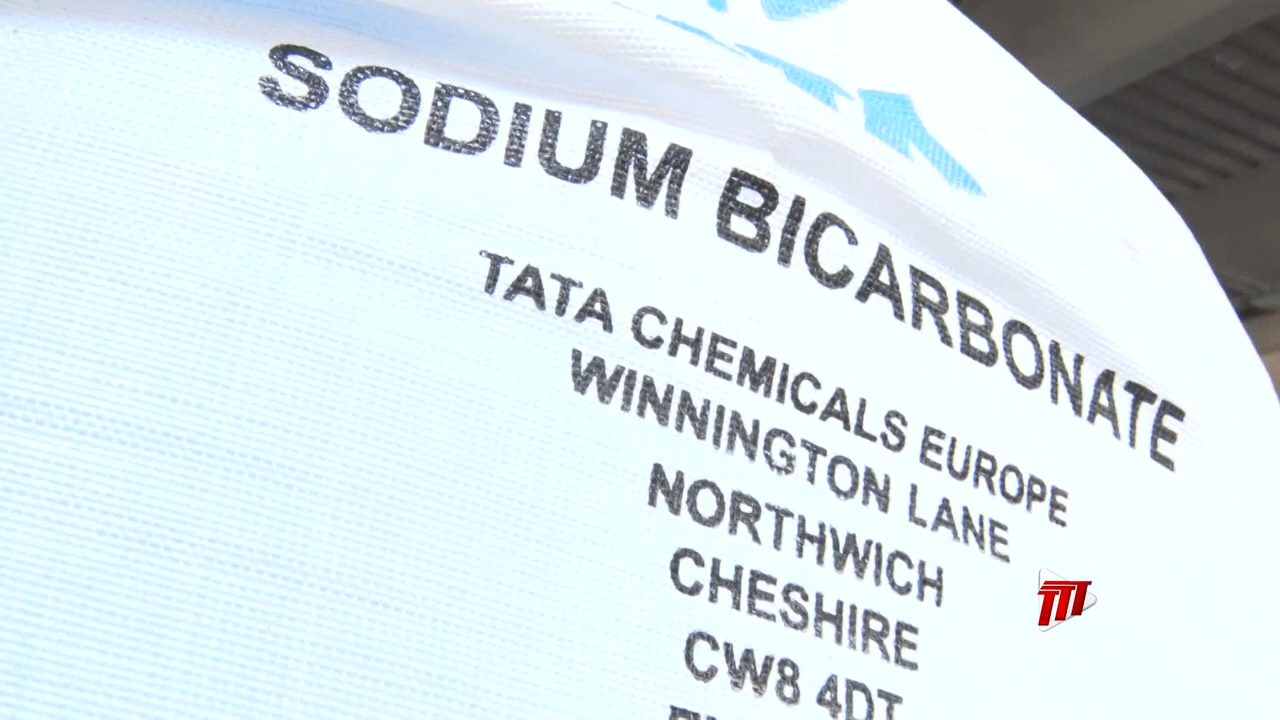 SODIUM BICARBONATE
TATA CHEMICALS EUROPE
WINNINGTON LANE
NORTHWICH
CHESHIRE
CW8 4DT
TTT